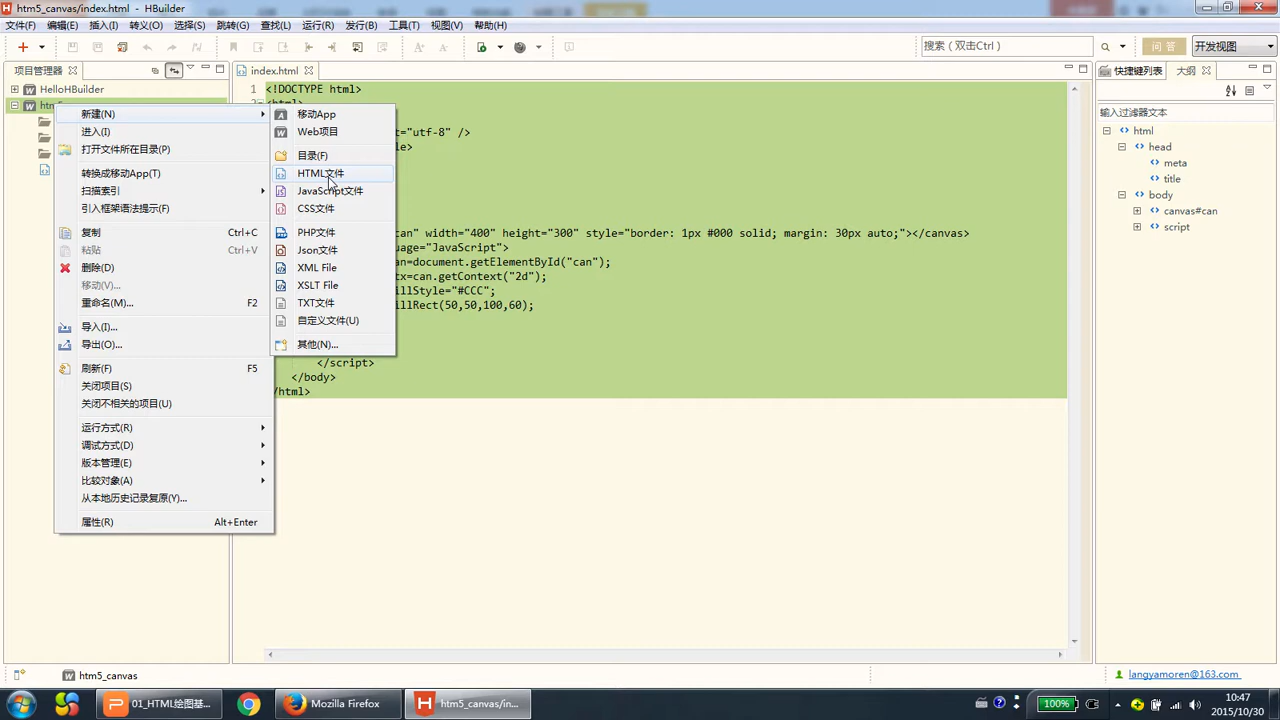 htm5_canvas/index.html - HBuilder
文件(F) 编辑(E) 插入(I) 转义(O) 选择(S) 跳转(G) 查找(L) 运行(R) 发行(B) 工具(T) 视图(V) 帮助(H)
搜索（双击Ctrl）
问 答
开发视图
项目管理器
index.html
快捷键列表
大纲
HelloHBuilder
输入过滤器文本
html
head
meta
title
body
canvas#can
script
新建(N)
进入(I)
打开文件所在目录(P)
转换成移动App(T)
扫描索引
引入框架语法提示(F)
复制 Ctrl+C
粘贴 Ctrl+V
删除(D)
移动(V)...
重命名(M)... F2
导入(I)...
导出(O)...
刷新(F) F5
关闭项目(S)
关闭不相关的项目(U)
运行方式(R)
调试方式(D)
版本管理(E)
比较对象(A)
从本地历史记录复原(Y)...
属性(R) Alt+Enter
移动App
Web项目
目录(F)
HTML文件
JavaScript文件
CSS文件
PHP文件
Json文件
XML File
XSLT File
TXT文件
自定义文件(U)
其他(N)...
1 <!DOCTYPE html>
="utf-8" />
can" width="400" height="300" style="border: 1px #000 solid; margin: 30px auto;"></canvas>
uage="JavaScript">
an=document.getElementById("can");
tx=can.getContext("2d");
illStyle="#CCC";
illRect(50,50,100,60);
</script>
</body>
/html>
htm5_canvas
langyamoren@163.com
01_HTML绘图基...
Mozilla Firefox
htm5_canvas/in...
100%
10:47
2015/10/30